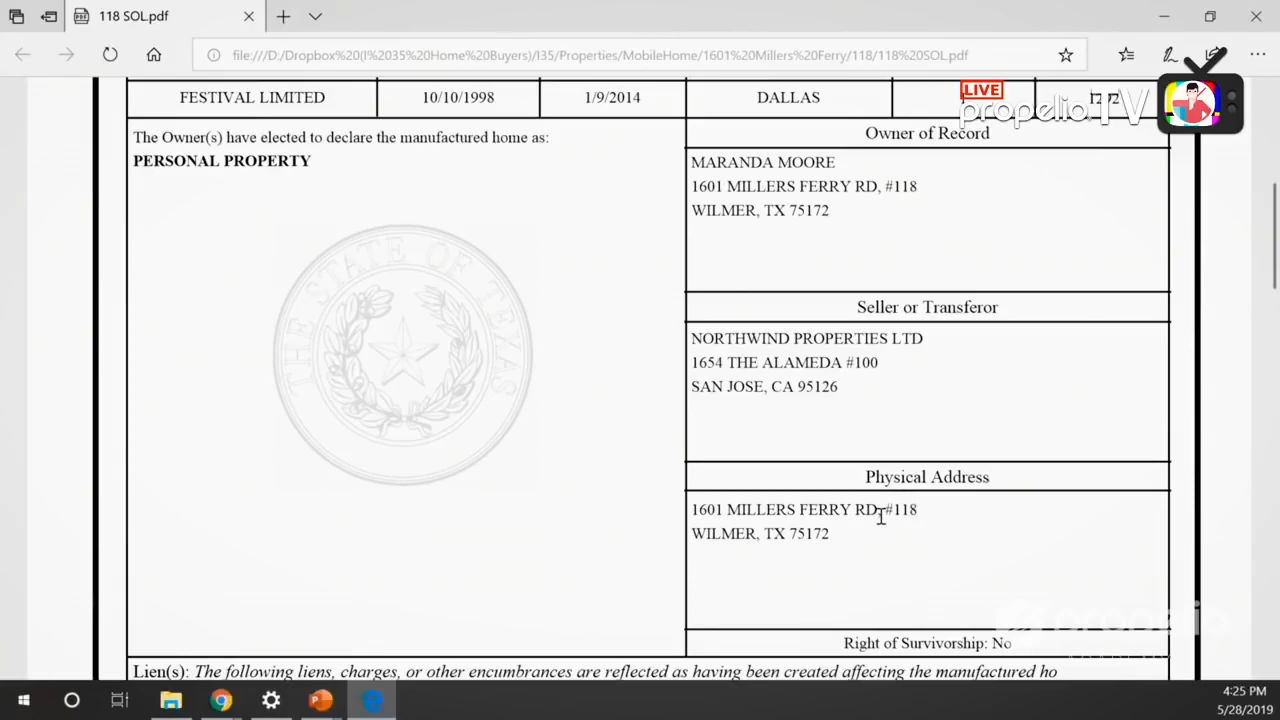 118 SOL.pdf
file:///D:/Dropbox%20(I%2035%20Home%20Buyers)/I35/Properties/MobileHome/1601%20Millers%20Ferry/118/118%20SOL.pdf
FESTIVAL LIMITED 10/10/1998 1/9/2014 DALLAS
LIVE
propelio TV
The Owner(s) have elected to declare the manufactured home as:
PERSONAL PROPERTY
THE STATE OF TEXAS
Owner of Record
MARANDA MOORE
1601 MILLERS FERRY RD, #118
WILMER, TX 75172
Seller or Transferor
NORTHWIND PROPERTIES LTD
1654 THE ALAMEDA #100
SAN JOSE, CA 95126
Physical Address
1601 MILLERS FERRY RD, #118
WILMER, TX 75172
propelio
Right of Survivorship: No
Lien(s): The following liens, charges, or other encumbrances are reflected as having been created affecting the manufactured ho
4:25 PM
5/28/2019